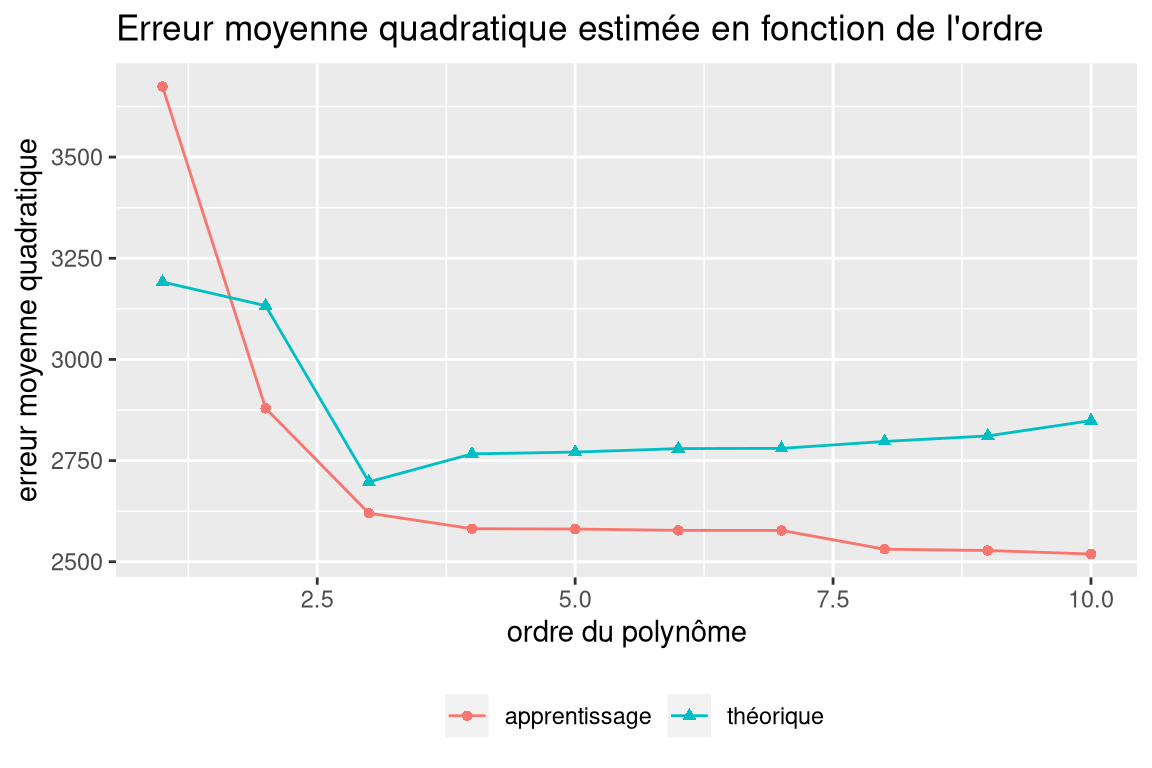 Erreur moyenne quadratique estimée en fonction de l'ordre
erreur moyenne quadratique
3500
3250
3000
2750
2500
2.5 5.0 7.5 10.0
ordre du polynôme
apprentissage théorique